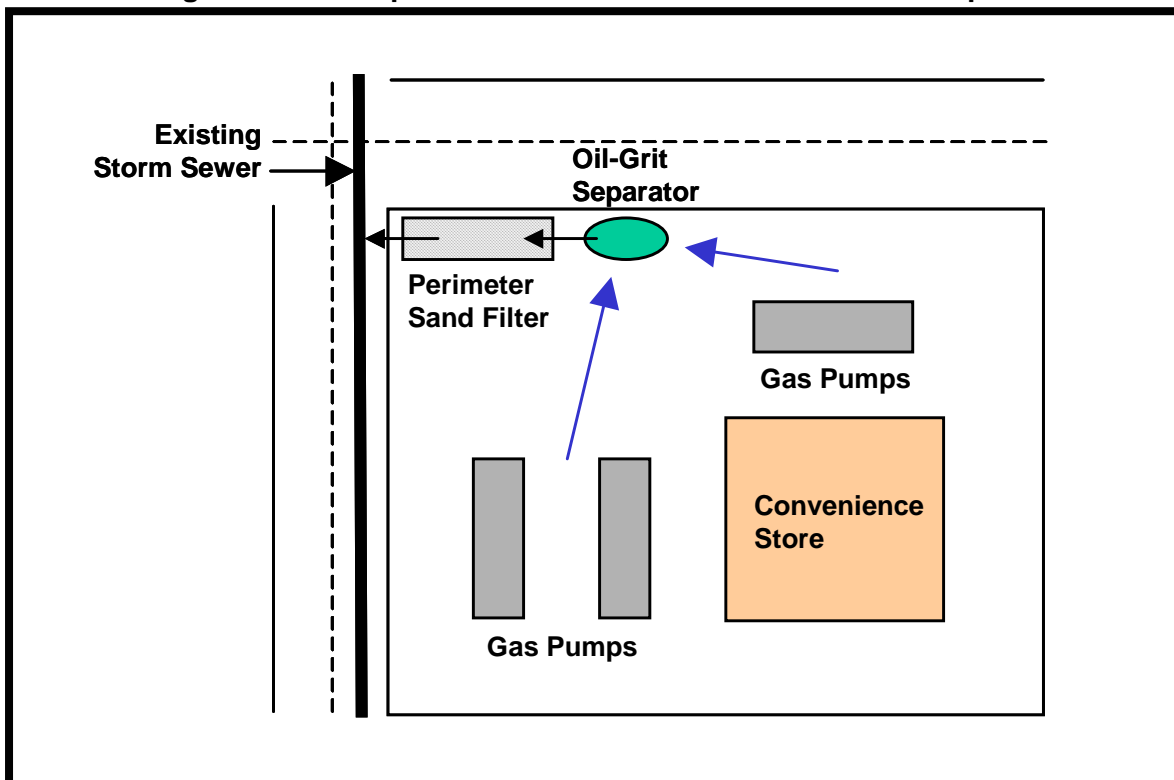 Existing
Storm Sewer
Oil-Grit
Separator
Perimeter
Sand Filter
Gas Pumps
Convenience
Store
Gas Pumps